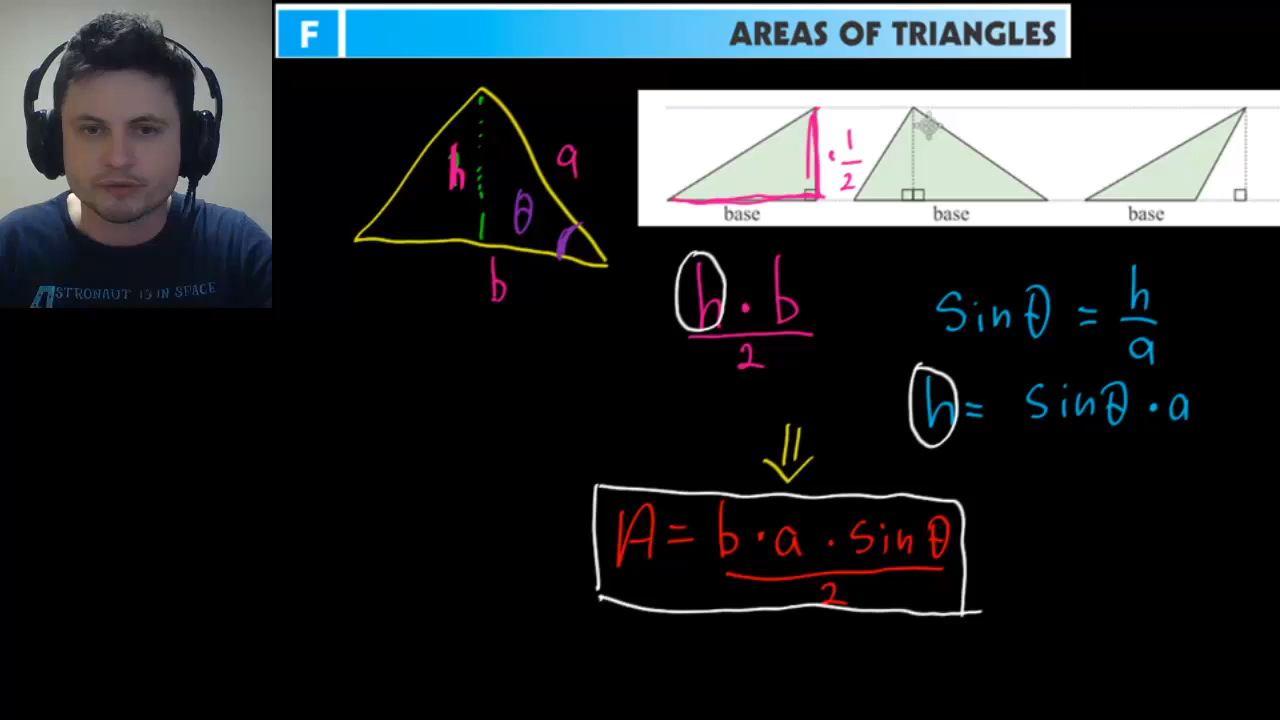 F
AREAS OF TRIANGLES
h
a
θ
b
· 1/2
base
base
base
h · b
2
sin θ = h/a
h = sin θ · a
⇓
A = b · a · sin θ
2
ASTRONAUT IS IN SPACE